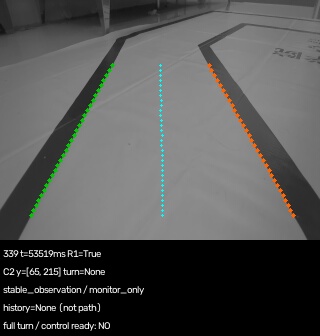 339 t=53519ms R1=True
C2 y=[65, 215] turn=None
stable_observation / monitor_only
history=None (not path)
full turn / control ready: NO